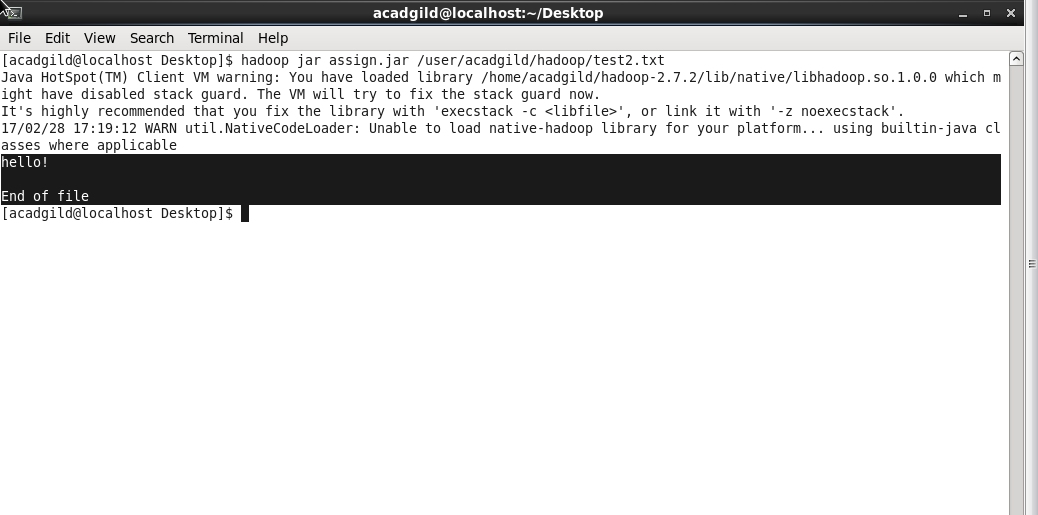 acadgild@localhost:~/Desktop
File Edit View Search Terminal Help
[acadgild@localhost Desktop]$ hadoop jar assign.jar /user/acadgild/hadoop/test2.txt
Java HotSpot(TM) Client VM warning: You have loaded library /home/acadgild/hadoop-2.7.2/lib/native/libhadoop.so.1.0.0 which m
ight have disabled stack guard. The VM will try to fix the stack guard now.
It's highly recommended that you fix the library with 'execstack -c <libfile>', or link it with '-z noexecstack'.
17/02/28 17:19:12 WARN util.NativeCodeLoader: Unable to load native-hadoop library for your platform... using builtin-java cl
asses where applicable
hello!
End of file
[acadgild@localhost Desktop]$